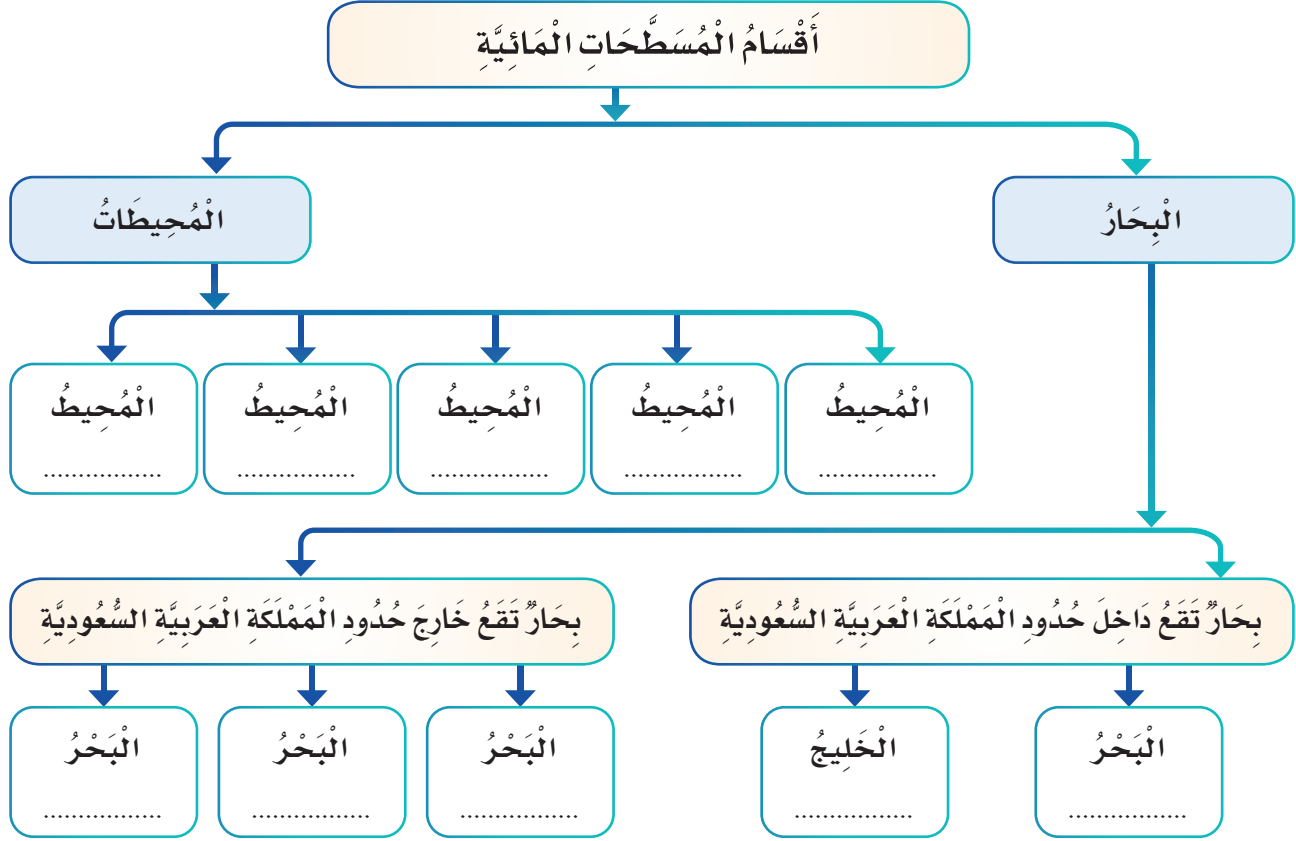 أَقْسَامُ الْمُسَطَّحَاتِ الْمَائِيَّةِ
الْبِحَارُ
الْمُحِيطَاتُ
الْمُحِيطُ
.................
الْمُحِيطُ
.................
الْمُحِيطُ
.................
الْمُحِيطُ
.................
الْمُحِيطُ
.................
بِحَارٌ تَقَعُ دَاخِلَ حُدُودِ الْمَمْلَكَةِ الْعَرَبِيَّةِ السُّعُودِيَّةِ
بِحَارٌ تَقَعُ خَارِجَ حُدُودِ الْمَمْلَكَةِ الْعَرَبِيَّةِ السُّعُودِيَّةِ
الْبَحْرُ
.................
الْخَلِيجُ
.................
الْبَحْرُ
.................
الْبَحْرُ
.................
الْبَحْرُ
.................